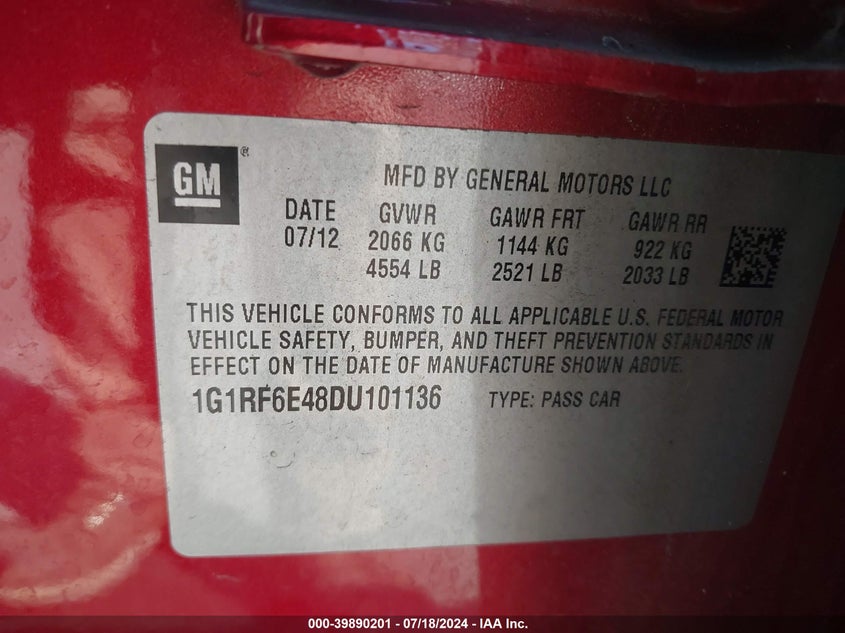 GM ®
MFD BY GENERAL MOTORS LLC
DATE GVWR GAWR FRT GAWR RR
07/12 2066 KG 1144 KG 922 KG
4554 LB 2521 LB 2033 LB
THIS VEHICLE CONFORMS TO ALL APPLICABLE U.S. FEDERAL MOTOR
VEHICLE SAFETY, BUMPER, AND THEFT PREVENTION STANDARDS IN
EFFECT ON THE DATE OF MANUFACTURE SHOWN ABOVE.
1G1RF6E48DU101136 TYPE: PASS CAR
000-39890201 - 07/18/2024 - IAA Inc.